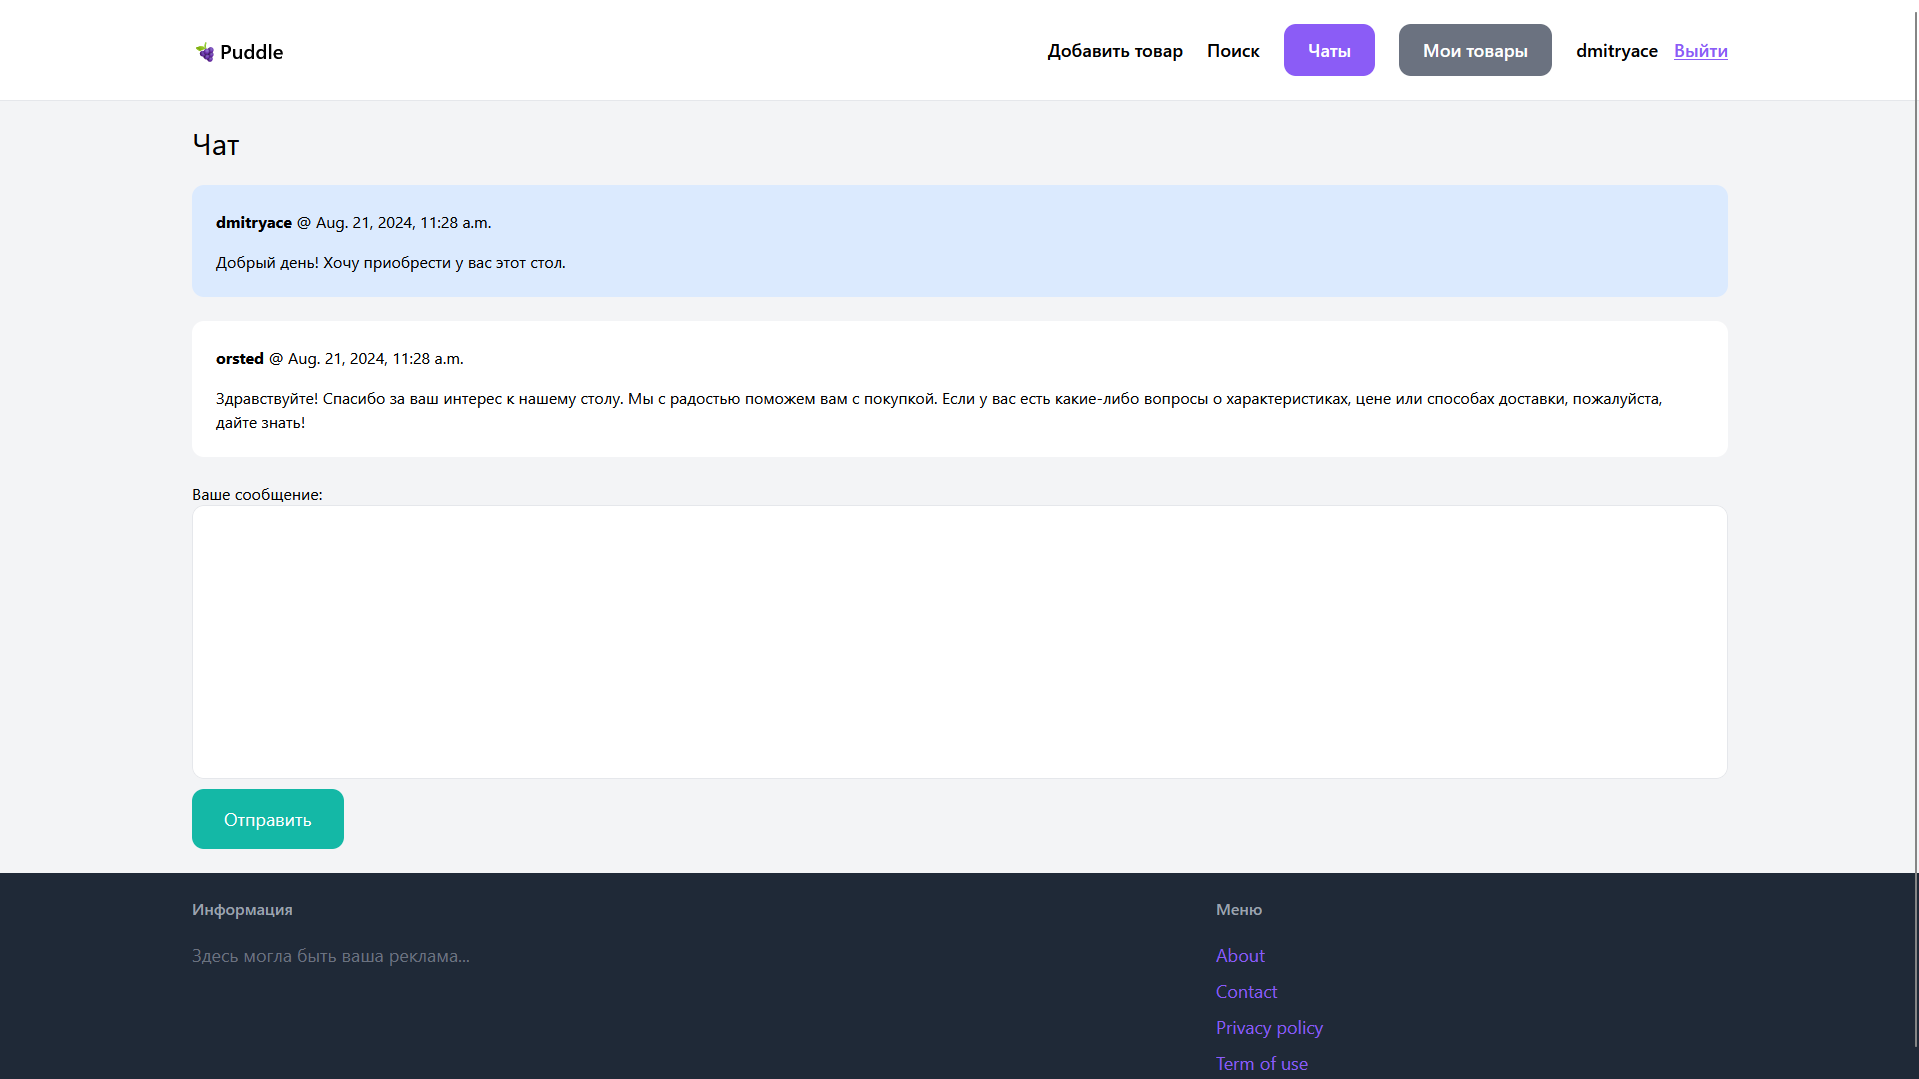 Puddle
Добавить товар Поиск Чаты Мои товары dmitryace Выйти
Чат
dmitryace @ Aug. 21, 2024, 11:28 a.m.
Добрый день! Хочу приобрести у вас этот стол.
orsted @ Aug. 21, 2024, 11:28 a.m.
Здравствуйте! Спасибо за ваш интерес к нашему столу. Мы с радостью поможем вам с покупкой. Если у вас есть какие-либо вопросы о характеристиках, цене или способах доставки, пожалуйста,
дайте знать!
Ваше сообщение:
Отправить
Информация
Здесь могла быть ваша реклама...
Меню
About
Contact
Privacy policy
Term of use